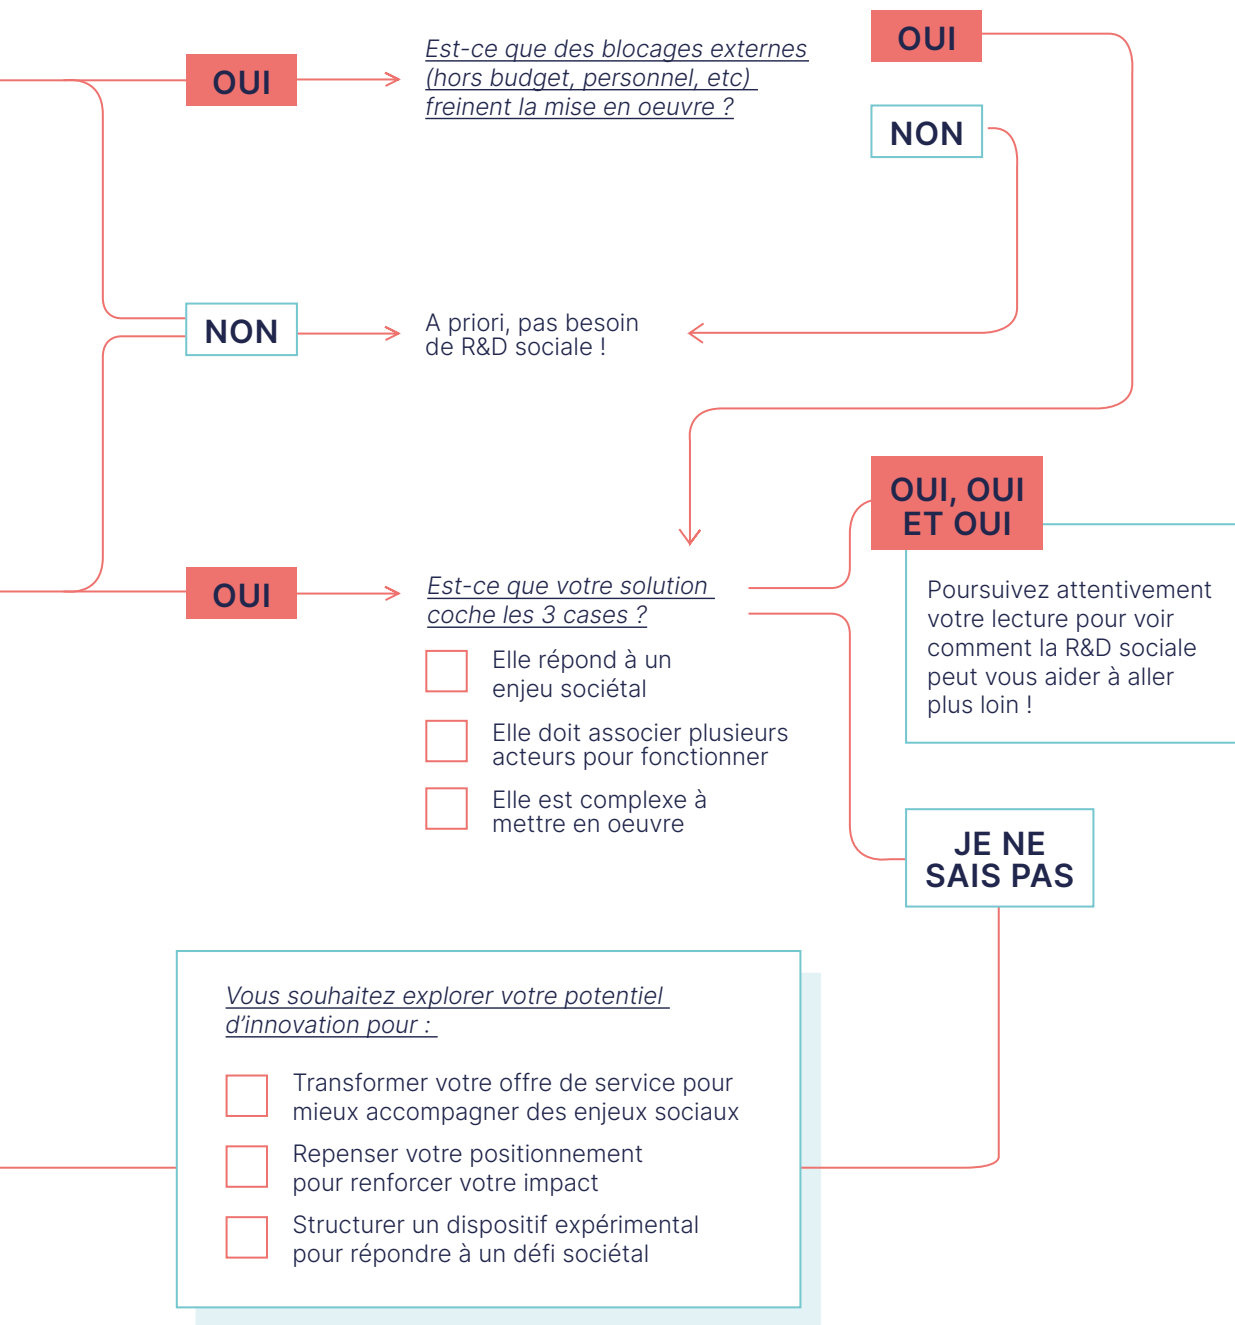 OUI
Est-ce que des blocages externes
(hors budget, personnel, etc)
freinent la mise en oeuvre ?
OUI
NON
NON
A priori, pas besoin
de R&D sociale !
OUI
Est-ce que votre solution
coche les 3 cases ?
Elle répond à un
enjeu sociétal
Elle doit associer plusieurs
acteurs pour fonctionner
Elle est complexe à
mettre en oeuvre
OUI, OUI
ET OUI
Poursuivez attentivement
votre lecture pour voir
comment la R&D sociale
peut vous aider à aller
plus loin !
JE NE
SAIS PAS
Vous souhaitez explorer votre potentiel
d’innovation pour :
Transformer votre offre de service pour
mieux accompagner des enjeux sociaux
Repenser votre positionnement
pour renforcer votre impact
Structurer un dispositif expérimental
pour répondre à un défi sociétal